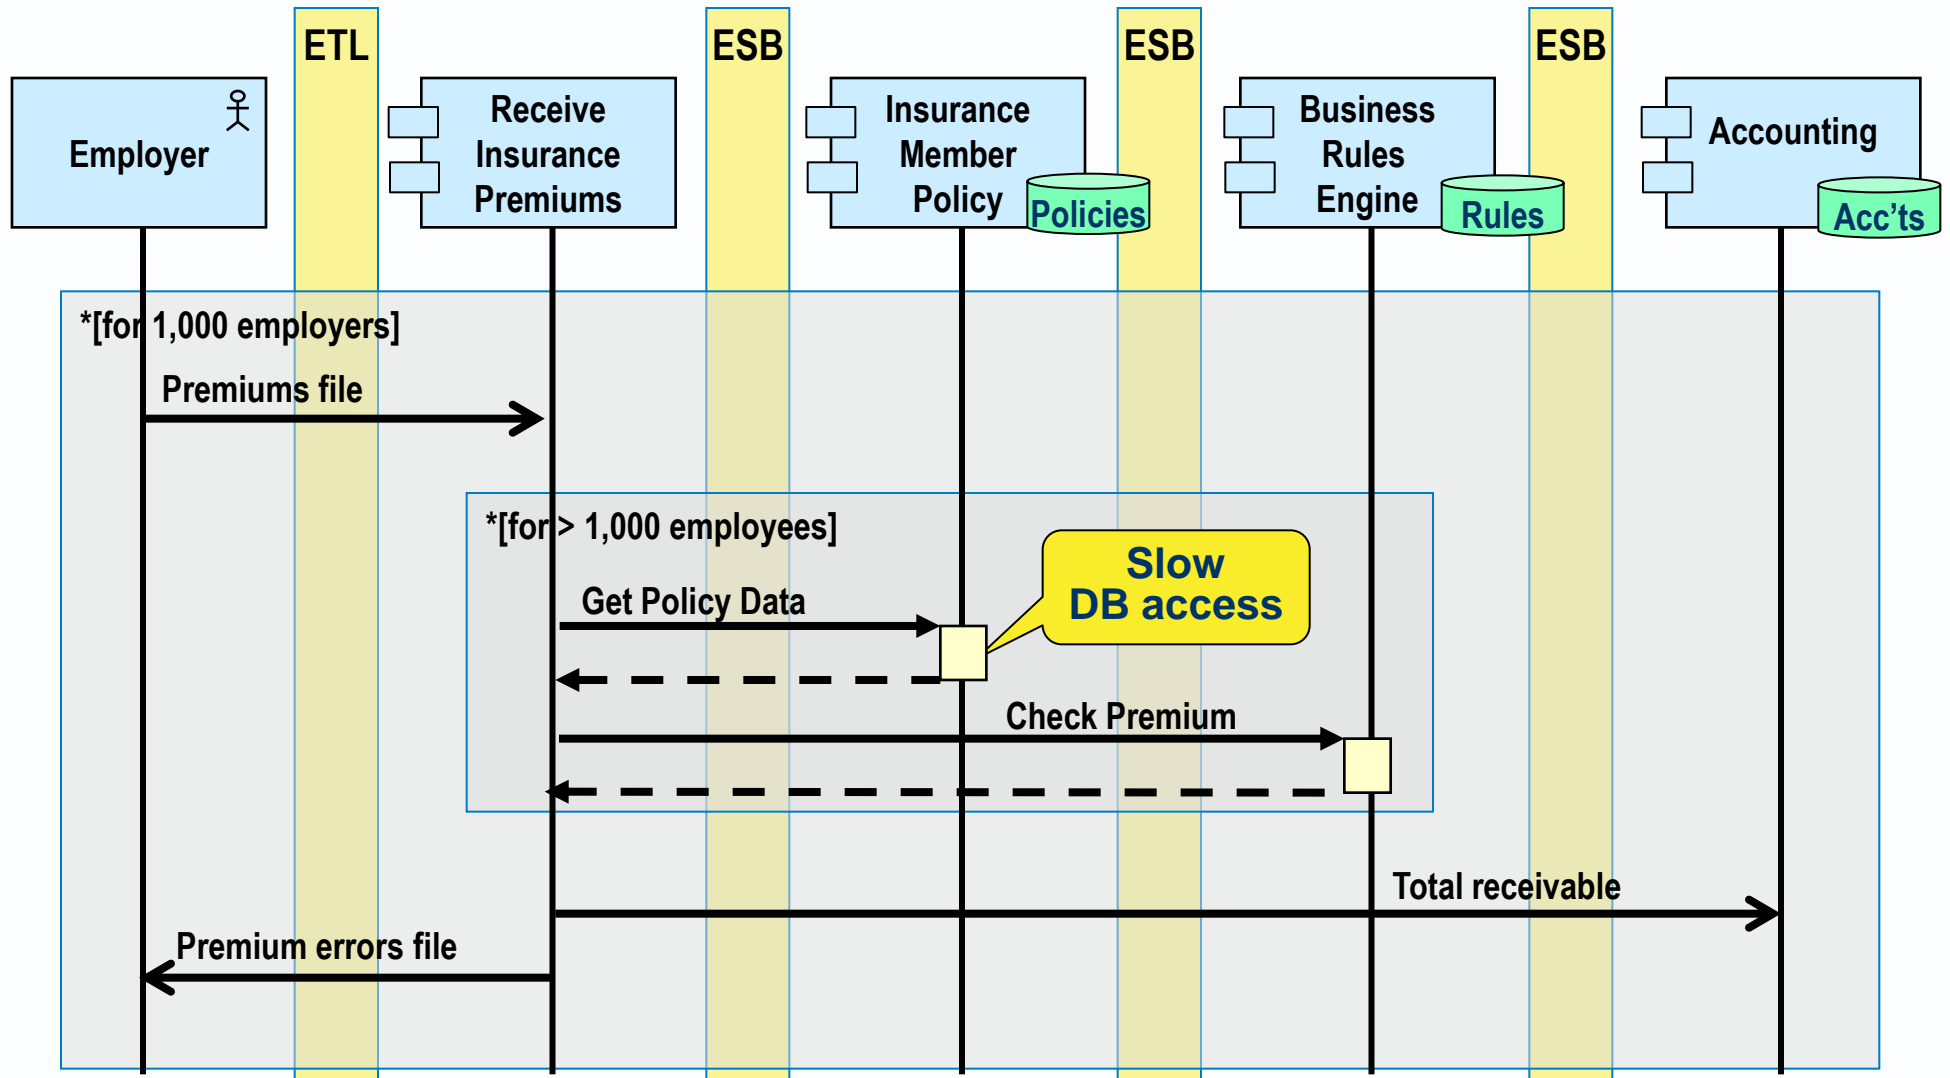 ETL
ESB
ESB
ESB
Employer
Receive
Insurance
Premiums
Insurance
Member
Policy
Policies
Business
Rules
Engine
Rules
Accounting
Acc’ts
*[for 1,000 employers]
Premiums file
*[for > 1,000 employees]
Slow
DB access
Get Policy Data
Check Premium
Total receivable
Premium errors file